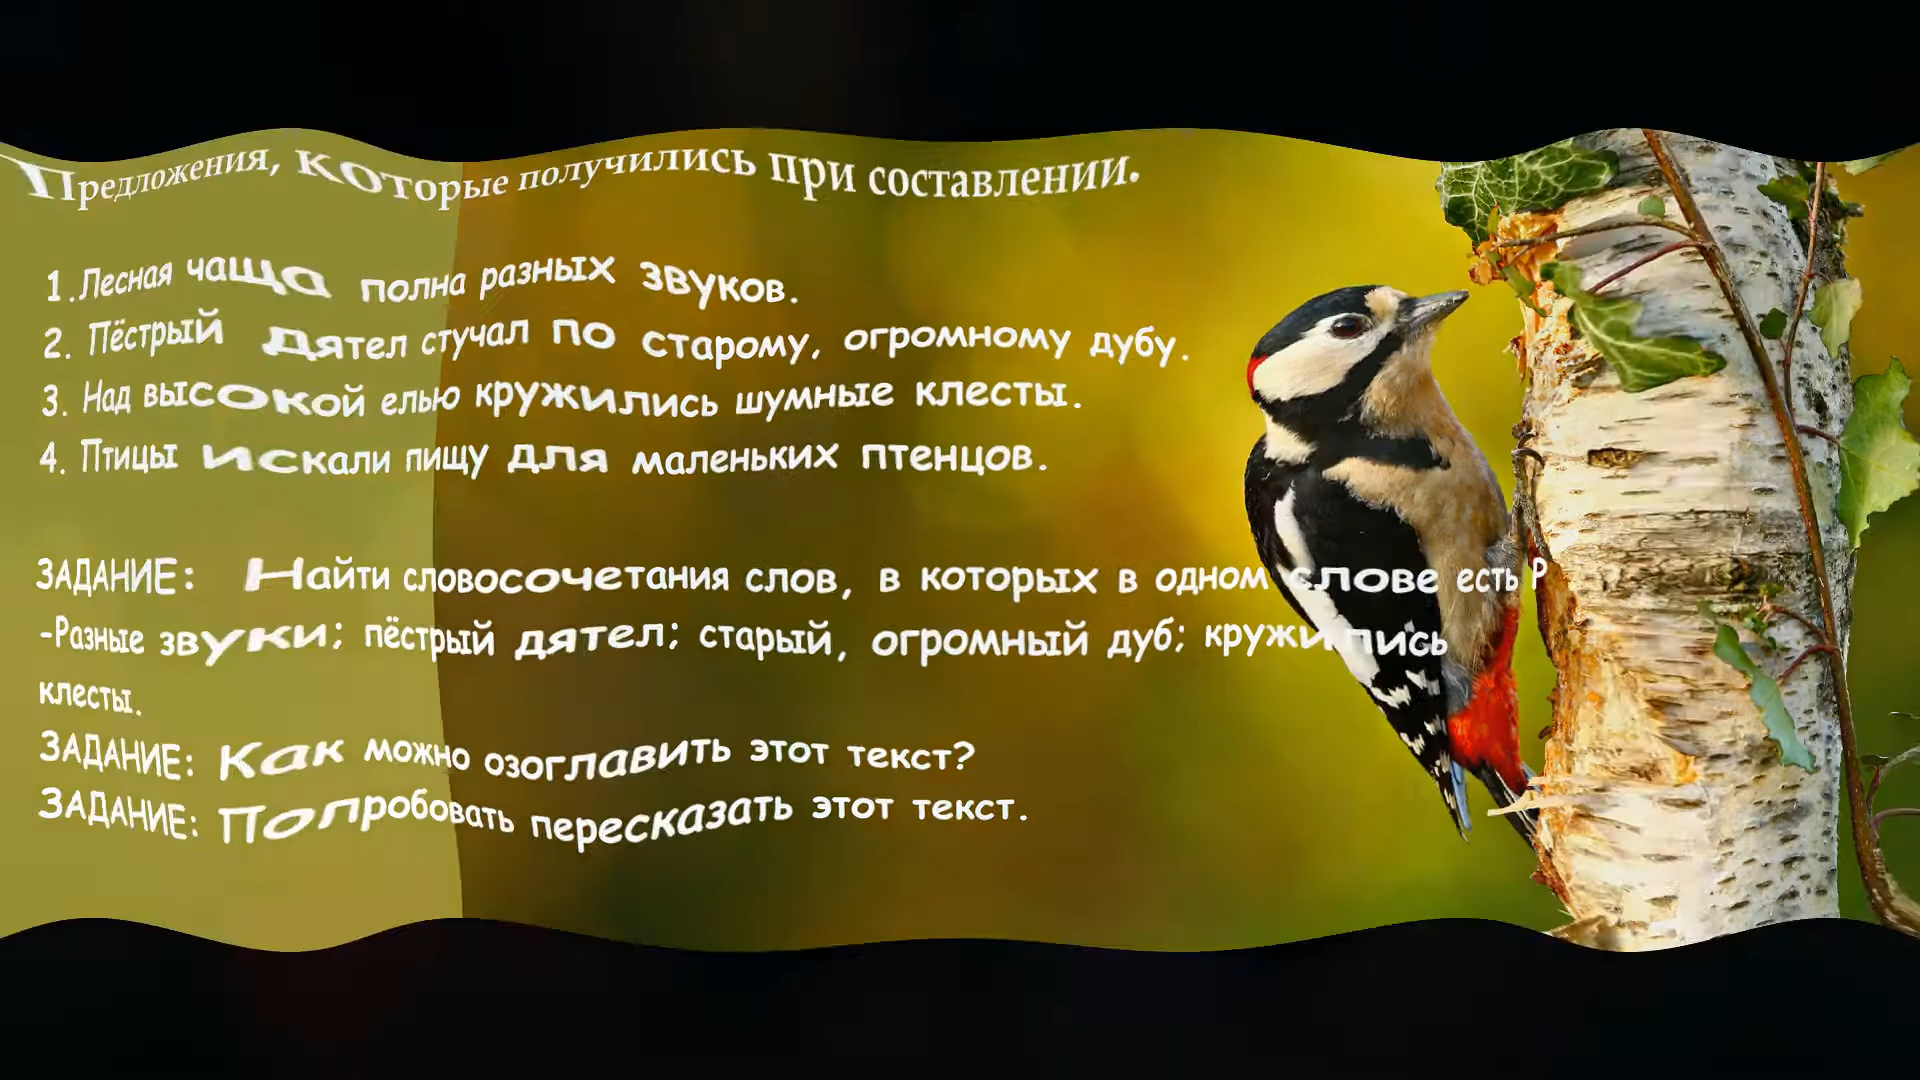 Предложения, которые получились при составлении.
1.Лесная чаща полна разных звуков.
2. Пёстрый дятел стучал по старому, огромному дубу.
3. Над высокой елью кружились шумные клесты.
4. Птицы искали пищу для маленьких птенцов.
ЗАДАНИЕ: Найти словосочетания слов, в которых в одном слове есть Р
-Разные звуки; пёстрый дятел; старый, огромный дуб; кружились
клесты.
ЗАДАНИЕ: Как можно озоглавить этот текст?
ЗАДАНИЕ: Попробовать пересказать этот текст.